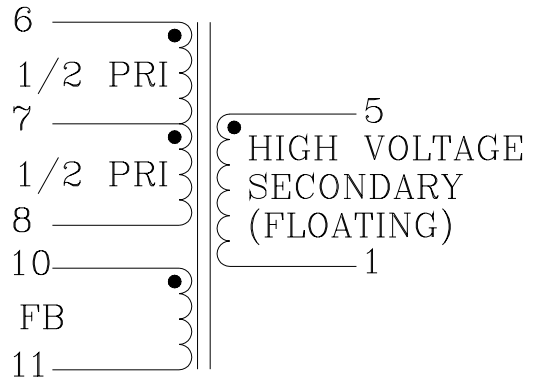 6
1/2 PRI
7
1/2 PRI
8
10
FB
11
5
HIGH VOLTAGE
SECONDARY
(FLOATING)
1